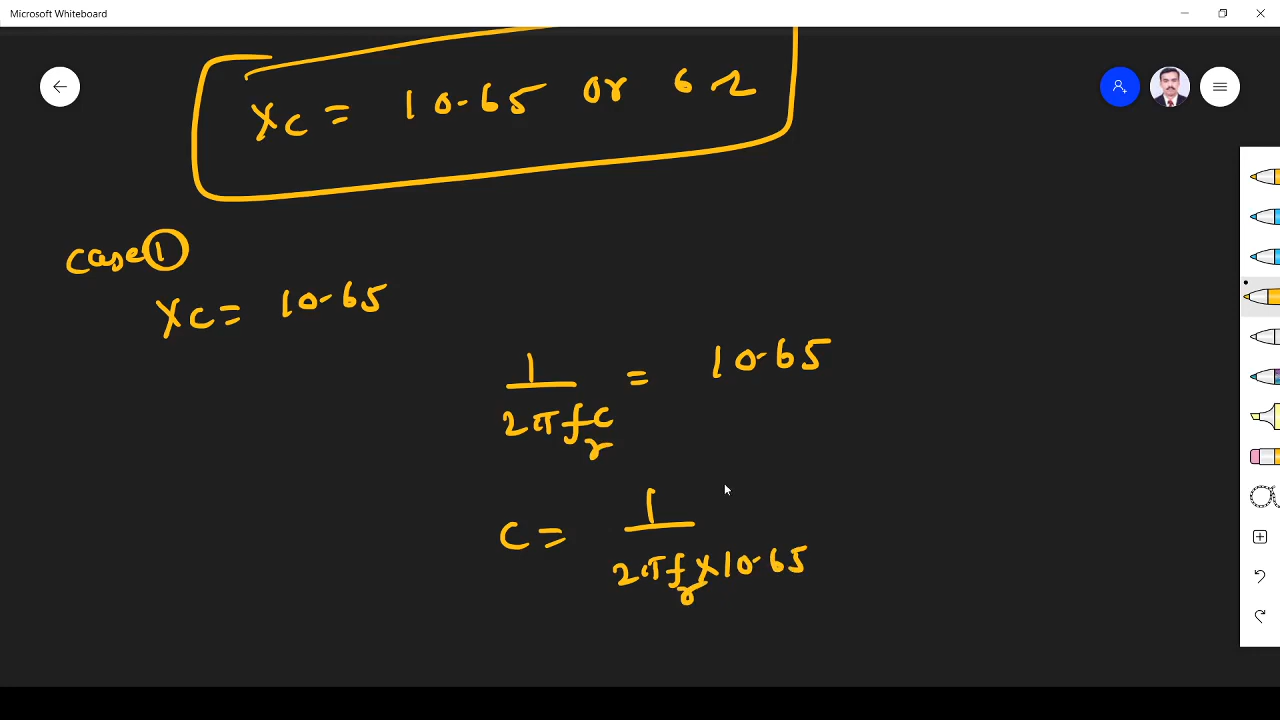 Microsoft Whiteboard
Xc = 10.65 or 6 Ω
case ①
Xc = 10.65
1/2πfrC = 10.65
C = 1/2πfr×10.65